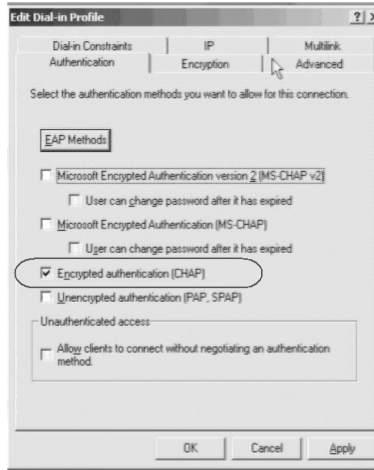 Edit Dial-in Profile
Dial-in Constraints IP Multilink
Authentication Encryption Advanced
Select the authentication methods you want to allow for this connection.
EAP Methods
Microsoft Encrypted Authentication version 2 (MS-CHAP v2)
User can change password after it has expired
Microsoft Encrypted Authentication (MS-CHAP)
User can change password after it has expired
Encrypted authentication (CHAP)
Unencrypted authentication (PAP, SPAP)
Unauthenticated access
Allow clients to connect without negotiating an authentication
method.
OK Cancel Apply